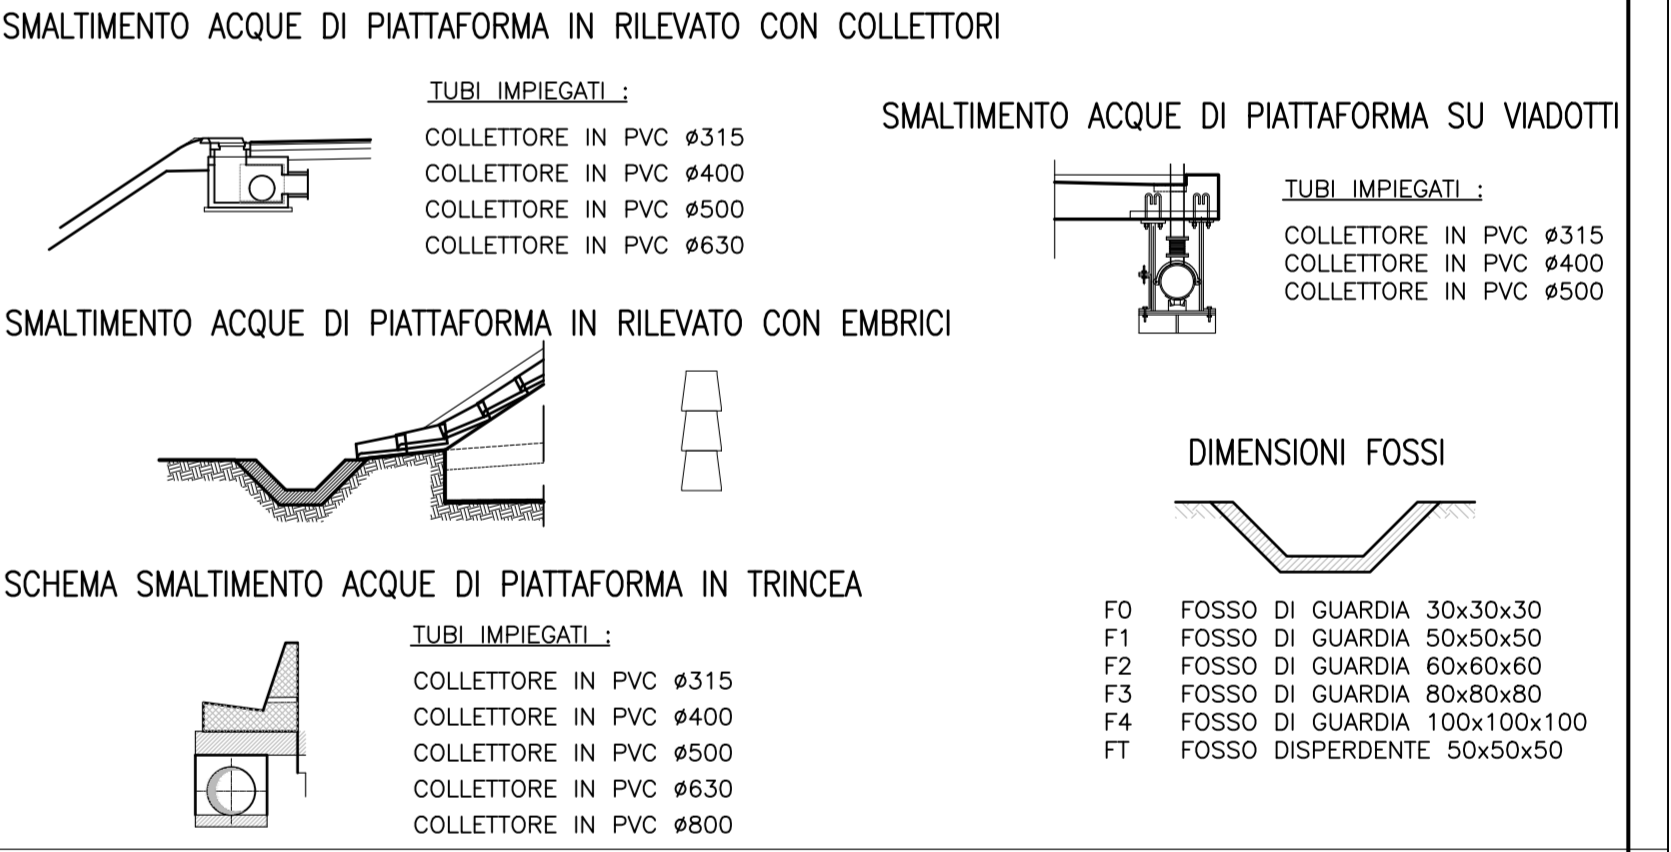 SMALTIMENTO ACQUE DI PIATTAFORMA IN RILEVATO CON COLLETTORI
TUBI IMPIEGATI :
COLLETTORE IN PVC ø315
COLLETTORE IN PVC ø400
COLLETTORE IN PVC ø500
COLLETTORE IN PVC ø630
SMALTIMENTO ACQUE DI PIATTAFORMA SU VIADOTTI
TUBI IMPIEGATI :
COLLETTORE IN PVC ø315
COLLETTORE IN PVC ø400
COLLETTORE IN PVC ø500
SMALTIMENTO ACQUE DI PIATTAFORMA IN RILEVATO CON EMBRICI
DIMENSIONI FOSSI
F0 FOSSO DI GUARDIA 30x30x30
F1 FOSSO DI GUARDIA 50x50x50
F2 FOSSO DI GUARDIA 60x60x60
F3 FOSSO DI GUARDIA 80x80x80
F4 FOSSO DI GUARDIA 100x100x100
FT FOSSO DISPERDENTE 50x50x50
SCHEMA SMALTIMENTO ACQUE DI PIATTAFORMA IN TRINCEA
TUBI IMPIEGATI :
COLLETTORE IN PVC ø315
COLLETTORE IN PVC ø400
COLLETTORE IN PVC ø500
COLLETTORE IN PVC ø630
COLLETTORE IN PVC ø800